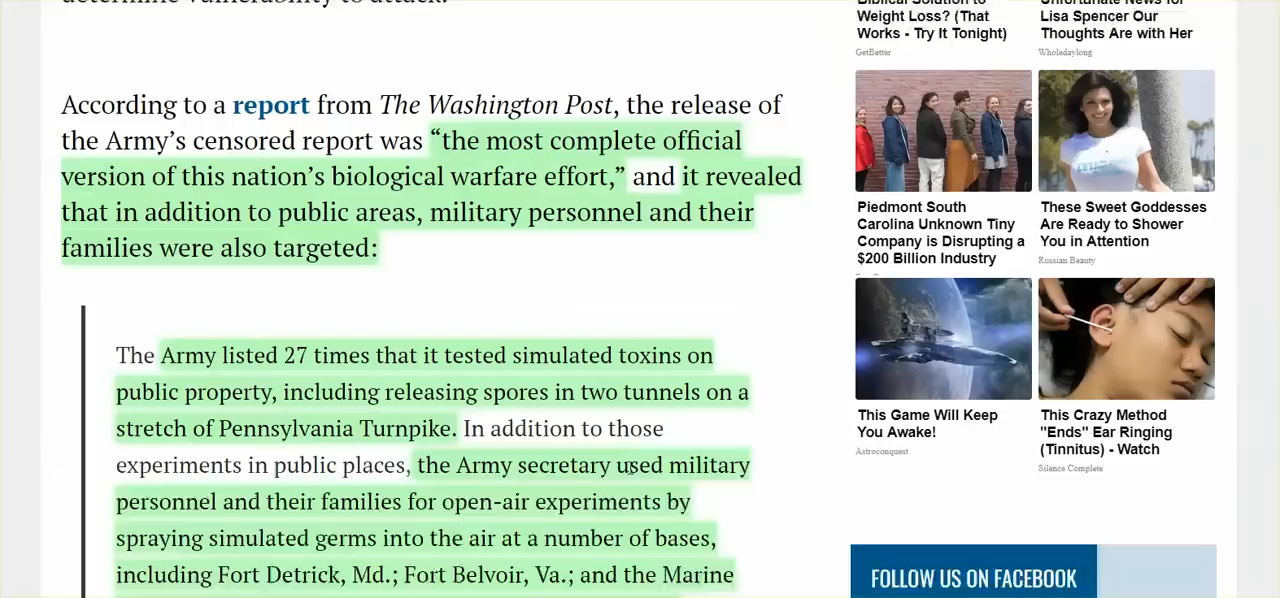 According to a report from The Washington Post, the release of
the Army’s censored report was “the most complete official
version of this nation’s biological warfare effort,” and it revealed
that in addition to public areas, military personnel and their
families were also targeted:
The Army listed 27 times that it tested simulated toxins on
public property, including releasing spores in two tunnels on a
stretch of Pennsylvania Turnpike. In addition to those
experiments in public places, the Army secretary used military
personnel and their families for open-air experiments by
spraying simulated germs into the air at a number of bases,
including Fort Detrick, Md.; Fort Belvoir, Va.; and the Marine
Biblical Solution to
Weight Loss? (That
Works - Try It Tonight)
GetBetter
Unfortunate News for
Lisa Spencer Our
Thoughts Are with Her
Wholedaylong
Piedmont South
Carolina Unknown Tiny
Company is Disrupting a
$200 Billion Industry
These Sweet Goddesses
Are Ready to Shower
You in Attention
Russian Beauty
This Game Will Keep
You Awake!
Astroconquest
This Crazy Method
"Ends" Ear Ringing
(Tinnitus) - Watch
Silence Complete
FOLLOW US ON FACEBOOK